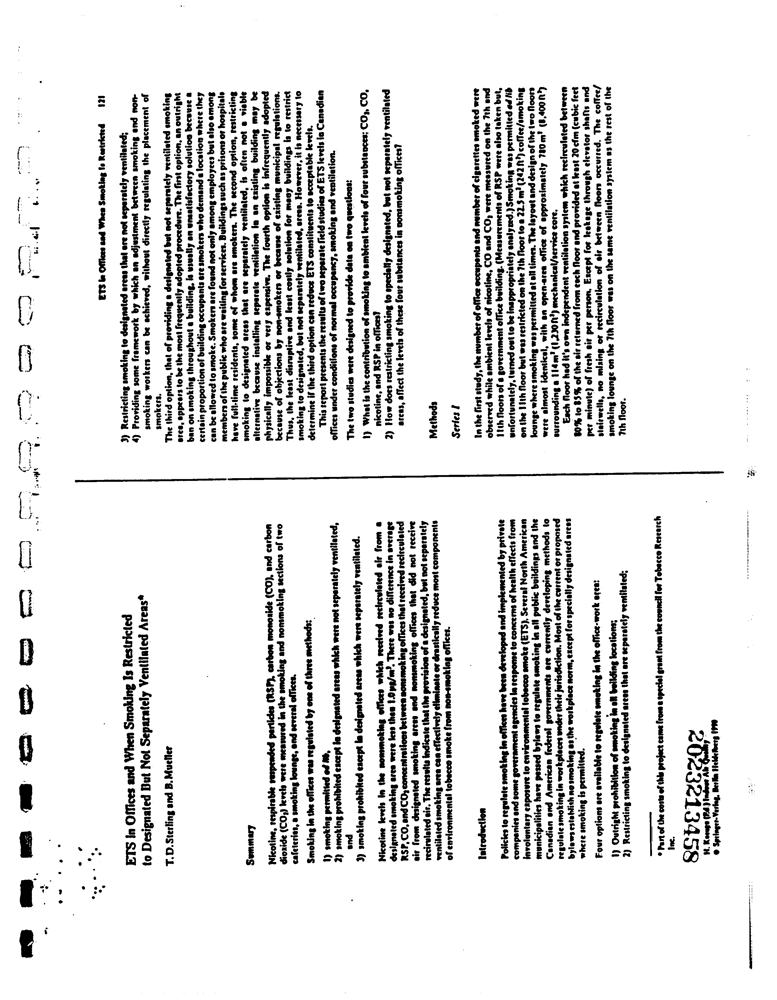 ETS In Offices and When Smoking Is Restricted
to Designated But Not Separately Ventilated Areas*
T. D. Sterling and B. Mueller
Summary
Nicotine, respirable suspended particles (RSP), carbon monoxide (CO), and carbon
dioxide (CO₂) levels were measured in the smoking and nonsmoking sections of two
cafeterias, a smoking lounge, and several offices.
Smoking in the offices was regulated by one of three methods:
1) smoking permitted ad lib,
2) smoking prohibited except in designated areas which were not separately ventilated,
and
3) smoking prohibited except in designated areas which were separately ventilated.
Nicotine levels in the nonsmoking offices which received recirculated air from a
designated smoking area were less than 1.0 µg/m³. There was no difference in average
RSP, CO, and CO₂ concentrations between nonsmoking offices that received recirculated
air from designated smoking areas and nonsmoking offices that did not receive
recirculated air. The results indicate that the provision of a designated, but not separately
ventilated smoking area can effectively eliminate or drastically reduce most components
of environmental tobacco smoke from non-smoking offices.
Introduction
Policies to regulate smoking in offices have been developed and implemented by private
companies and some government agencies in response to concerns of health effects from
involuntary exposure to environmental tobacco smoke (ETS). Several North American
municipalities have passed bylaws to regulate smoking in all public buildings and the
Canadian and American federal governments are currently developing methods to
regulate smoking in workplaces under their jurisdiction. Most of the current or proposed
bylaws establish no smoking as the workplace norm, except for specially designated areas
where smoking is permitted.
Four options are available to regulate smoking in the office-work area:
1) Outright prohibition of smoking in all building locations;
2) Restricting smoking to designated areas that are separately ventilated;
* Part of the costs of this project came from a special grant from the council for Tobacco Research
Inc.
2023213458
H. Kasuga (Ed.) Indoor Air Quality
© Springer-Verlag, Berlin Heidelberg 1990
ETS In Offices and When Smoking Is Restricted 121
3) Restricting smoking to designated areas that are not separately ventilated;
4) Providing some framework by which an adjustment between smoking and non-
smoking workers can be achieved, without directly regulating the placement of
smokers.
The third option, that of providing a designated but not separately ventilated smoking
area, appears to be the most frequently adopted procedure. The first option, an outright
ban on smoking throughout a building, is usually an unsatisfactory solution because a
certain proportion of building occupants are smokers who demand a location where they
can be allowed to smoke. Smokers are found not only among employees but also among
members of the public who are waiting for services. Buildings such as prisons or hospitals
have full-time residents, some of whom are smokers. The second option, restricting
smoking to designated areas that are separately ventilated, is often not a viable
alternative because installing separate ventilation in an existing building may be
physically impossible or very expensive. The fourth option is infrequently adopted
because of objections by non-smokers or because of existing municipal regulations.
Thus, the least disruptive and least costly solution for many buildings is to restrict
smoking to designated, but not separately ventilated, areas. However, it is necessary to
determine if the third option can reduce ETS constituents to acceptable levels.
This report presents the results of two separate field studies of ETS levels in Canadian
offices under conditions of normal occupancy, smoking and ventilation.
The two studies were designed to provide data on two questions:
1) What is the contribution of smoking to ambient levels of four substances: CO₂, CO,
nicotine, and RSP in offices?
2) How does restricting smoking to specially designated, but not separately ventilated
areas, affect the levels of these four substances in nonsmoking offices?
Methods
Series 1
In the first study, the number of office occupants and number of cigarettes smoked were
observed while ambient levels of nicotine, CO and CO₂ were measured on the 7th and
11th floors of a government office building. (Measurements of RSP were also taken but,
unfortunately, turned out to be inappropriately analyzed.) Smoking was permitted ad lib
on the 11th floor but was restricted on the 7th floor to a 22.5 m² (242 ft²) coffee/smoking
lounge where smoking was permitted at all times. The layout and design of the two floors
were almost identical, with an open-area office of approximately 780 m² (8,400 ft²)
surrounding a 114 m² (1,230 ft²) mechanical/service core.
Each floor had it's own independent ventilation system which recirculated between
80% to 85% of the air returned from each floor and provided at least 20 cfm (cubic feet
per minute) of fresh air per person. Except for leakage through elevator shafts and
stairwells, no mixing or recirculation of air between floors occurred. The coffee/
smoking lounge on the 7th floor was on the same ventilation system as the rest of the
7th floor.